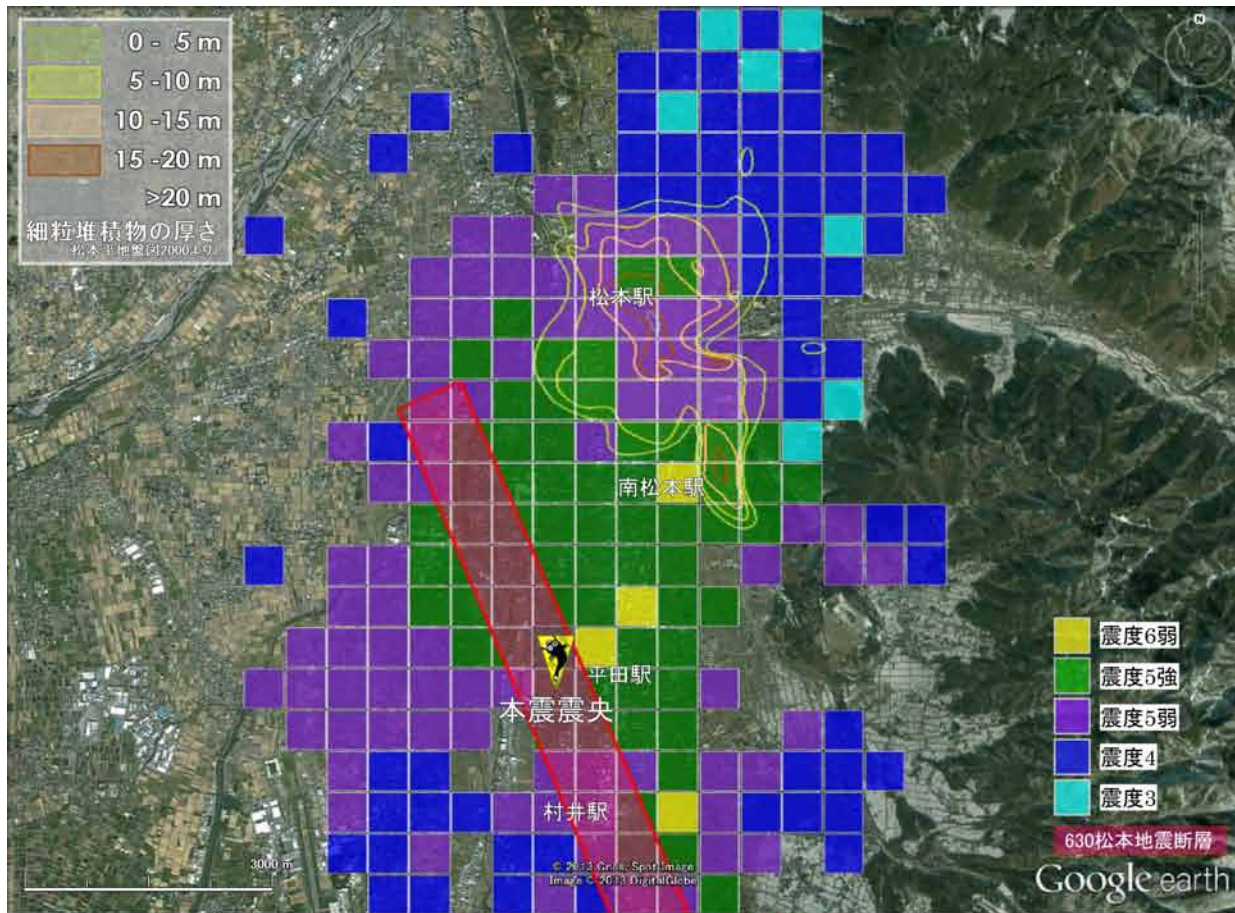 0 - 5 m
5 - 10 m
10 - 15 m
15 - 20 m
>20 m
細粒堆積物の厚さ
松本平地盤図2000より
N
松本駅
南松本駅
平田駅
本震震央
村井駅
震度6弱
震度5強
震度5弱
震度4
震度3
630松本地震断層
3000 m
© 2013 Cnes/Spot Image
Image © 2013 DigitalGlobe
Google earth